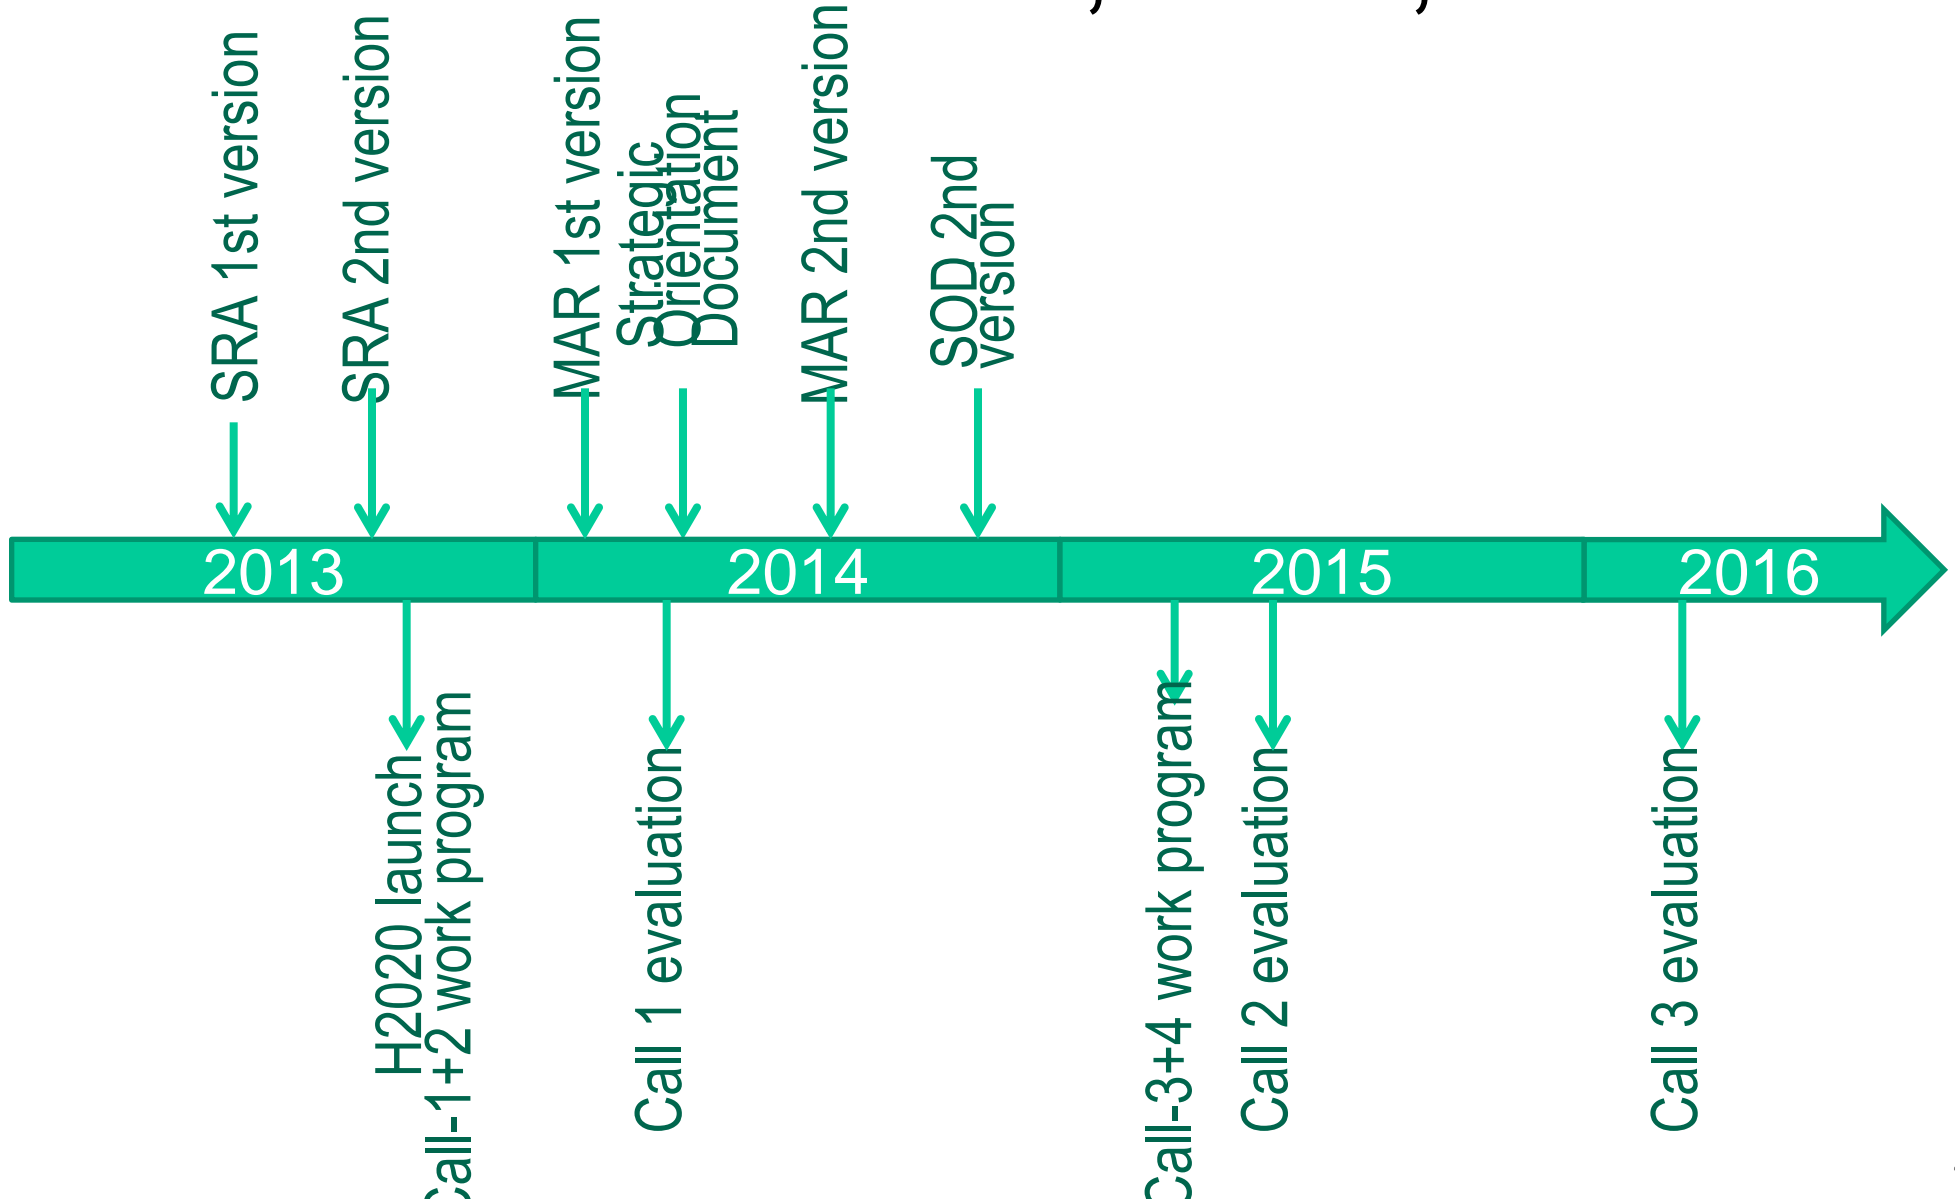 SRA 1st version
SRA 2nd version
MAR 1st version
Strategic
Orientation
Document
MAR 2nd version
SOD 2nd
version
2013
2014
2015
2016
H2020 launch
Call-1+2 work program
Call 1 evaluation
Call-3+4 work program
Call 2 evaluation
Call 3 evaluation